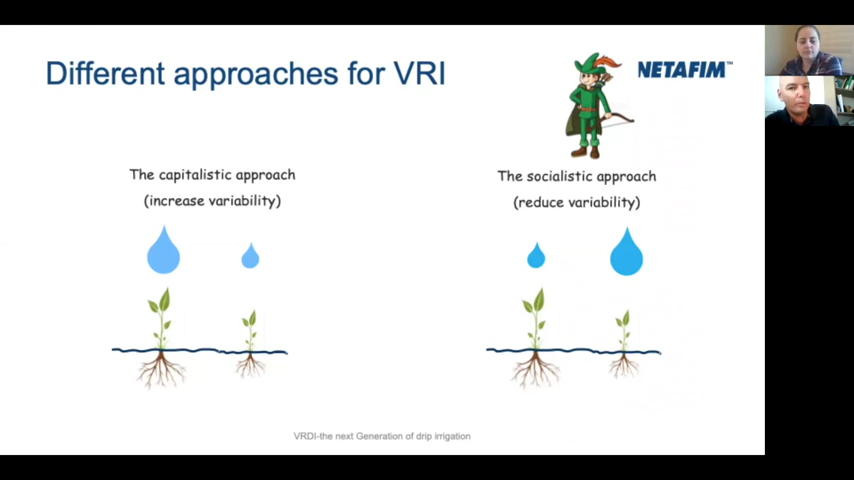 Different approaches for VRI
NETAFIM™
The capitalistic approach
(increase variability)
The socialistic approach
(reduce variability)
VRDI-the next Generation of drip irrigation